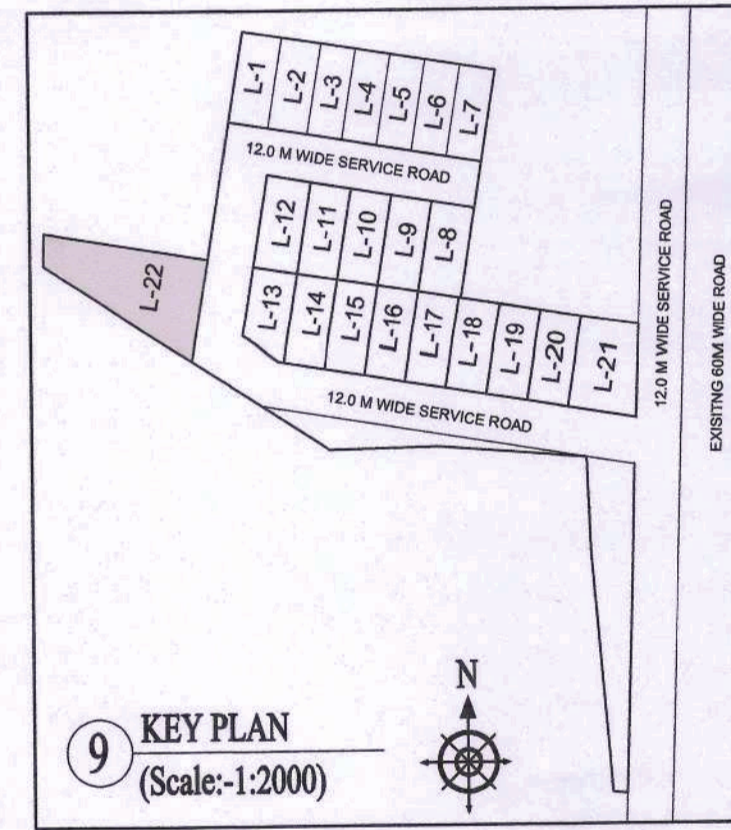 L-1
L-2
L-3
L-4
L-5
L-6
L-7
12.0 M WIDE SERVICE ROAD
L-12
L-11
L-10
L-9
L-8
L-22
L-13
L-14
L-15
L-16
L-17
L-18
L-19
L-20
L-21
12.0 M WIDE SERVICE ROAD
12.0 M WIDE SERVICE ROAD
EXISITNG 60M WIDE ROAD
N
9 KEY PLAN
(Scale:-1:2000)